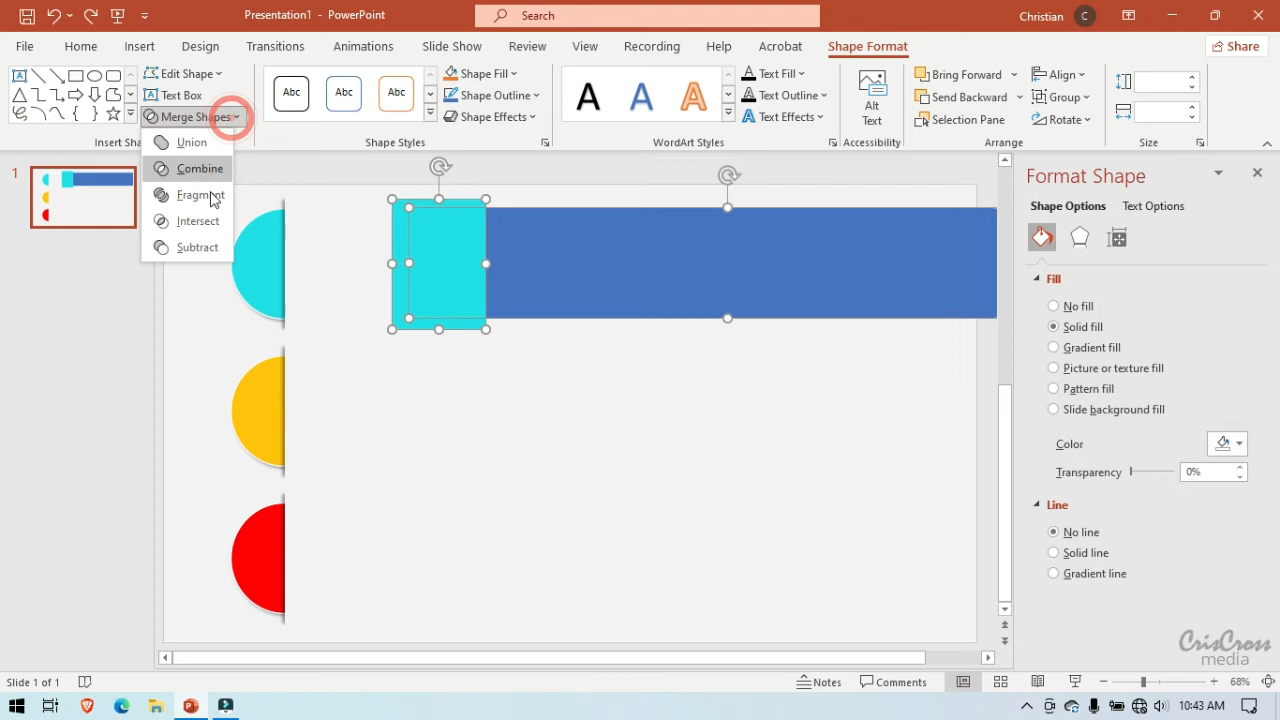 Presentation1 - PowerPoint
Search
Christian
C
File
Home
Insert
Design
Transitions
Animations
Slide Show
Review
View
Recording
Help
Acrobat
Shape Format
Share
Edit Shape
Text Box
Merge Shapes
Abc
Abc
Abc
Shape Fill
Shape Outline
Shape Effects
A
A
A
Text Fill
Text Outline
Text Effects
Alt
Text
Bring Forward
Send Backward
Selection Pane
Align
Group
Rotate
Insert Sha
Shape Styles
WordArt Styles
Accessibility
Arrange
Size
Union
Combine
Fragment
Intersect
Subtract
1
Format Shape
Shape Options
Text Options
Fill
No fill
Solid fill
Gradient fill
Picture or texture fill
Pattern fill
Slide background fill
Color
Transparency
0%
Line
No line
Solid line
Gradient line
CrisCross
media
Slide 1 of 1
Notes
Comments
68%
10:43 AM